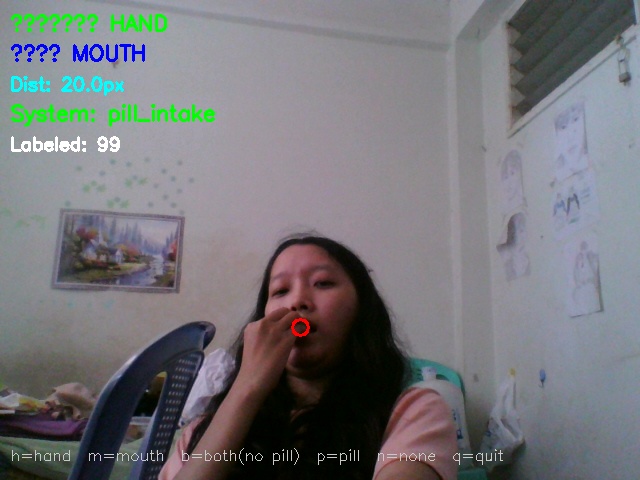 ??????? HAND
???? MOUTH
Dist: 20.0px
System: pill_intake
Labeled: 99
h=hand m=mouth b=both(no pill) p=pill n=none q=quit